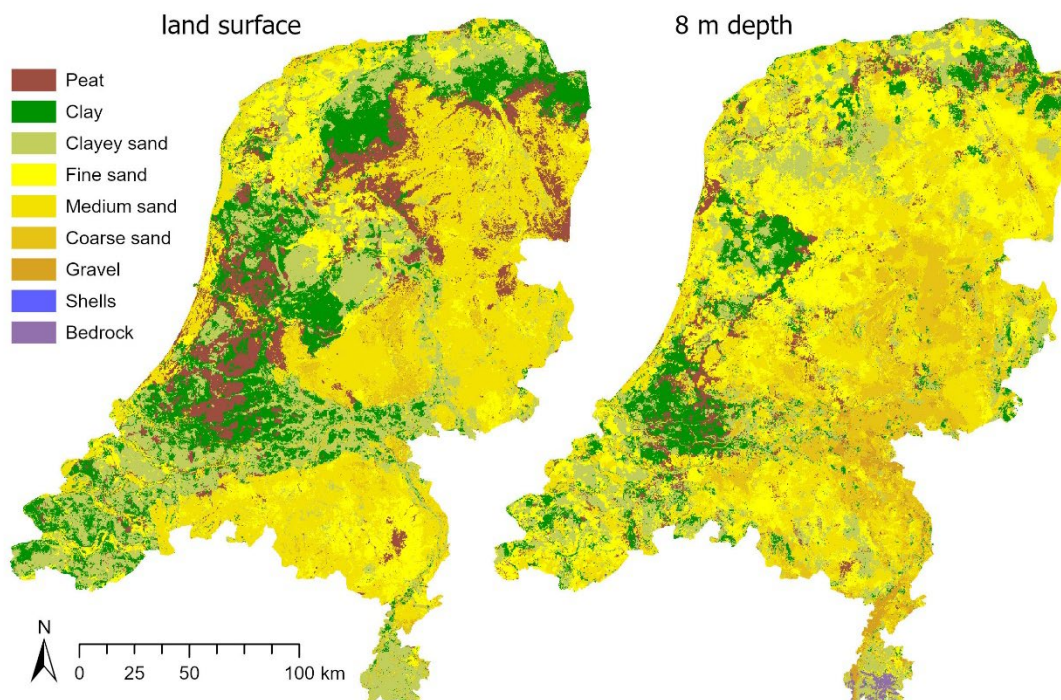 land surface
8 m depth
Peat
Clay
Clayey sand
Fine sand
Medium sand
Coarse sand
Gravel
Shells
Bedrock
N
0 25 50 100 km